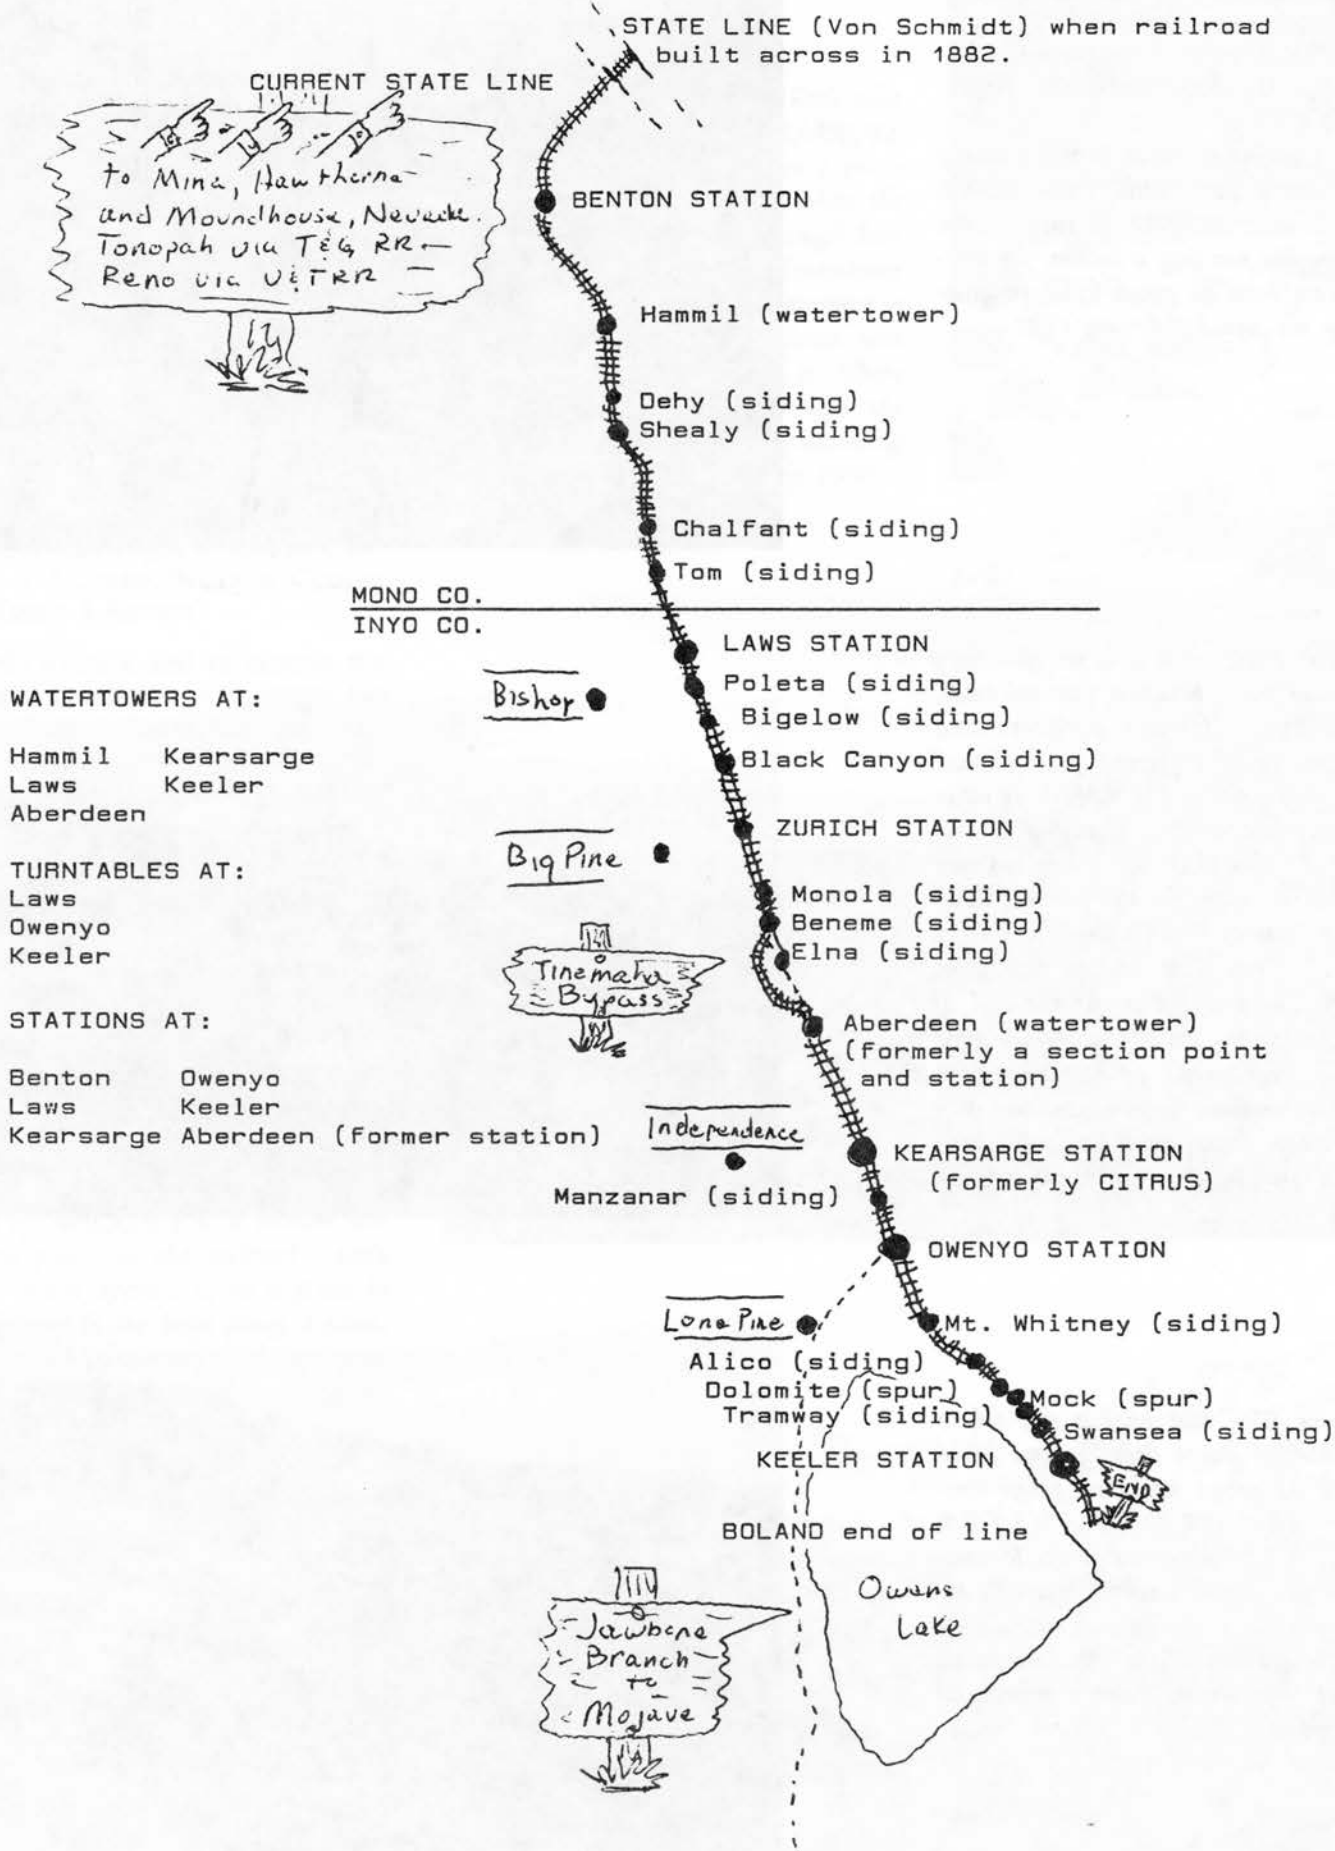 STATE LINE (Von Schmidt) when railroad
built across in 1882.
CURRENT STATE LINE
to Mina, Hawthorne
and Moundhouse, Nevada.
Tonopah via T&G RR
Reno via V&T RR
BENTON STATION
Hammil (watertower)
Dehy (siding)
Shealy (siding)
Chalfant (siding)
Tom (siding)
MONO CO.
INYO CO.
LAWS STATION
Bishop
Poleta (siding)
Bigelow (siding)
Black Canyon (siding)
WATERTOWERS AT:
Hammil Kearsarge
Laws Keeler
Aberdeen
TURNTABLES AT:
Laws
Owenyo
Keeler
STATIONS AT:
Benton Owenyo
Laws Keeler
Kearsarge Aberdeen (former station)
ZURICH STATION
Big Pine
Monola (siding)
Beneme (siding)
Elna (siding)
Tinemaha
Bypass
Aberdeen (watertower)
(formerly a section point
and station)
Independence
KEARSARGE STATION
(formerly CITRUS)
Manzanar (siding)
OWENYO STATION
Lone Pine
Mt. Whitney (siding)
Alico (siding)
Dolomite (spur)
Mock (spur)
Tramway (siding)
Swansea (siding)
KEELER STATION
END
BOLAND end of line
Owens
Lake
Jawbone
Branch
to
Mojave